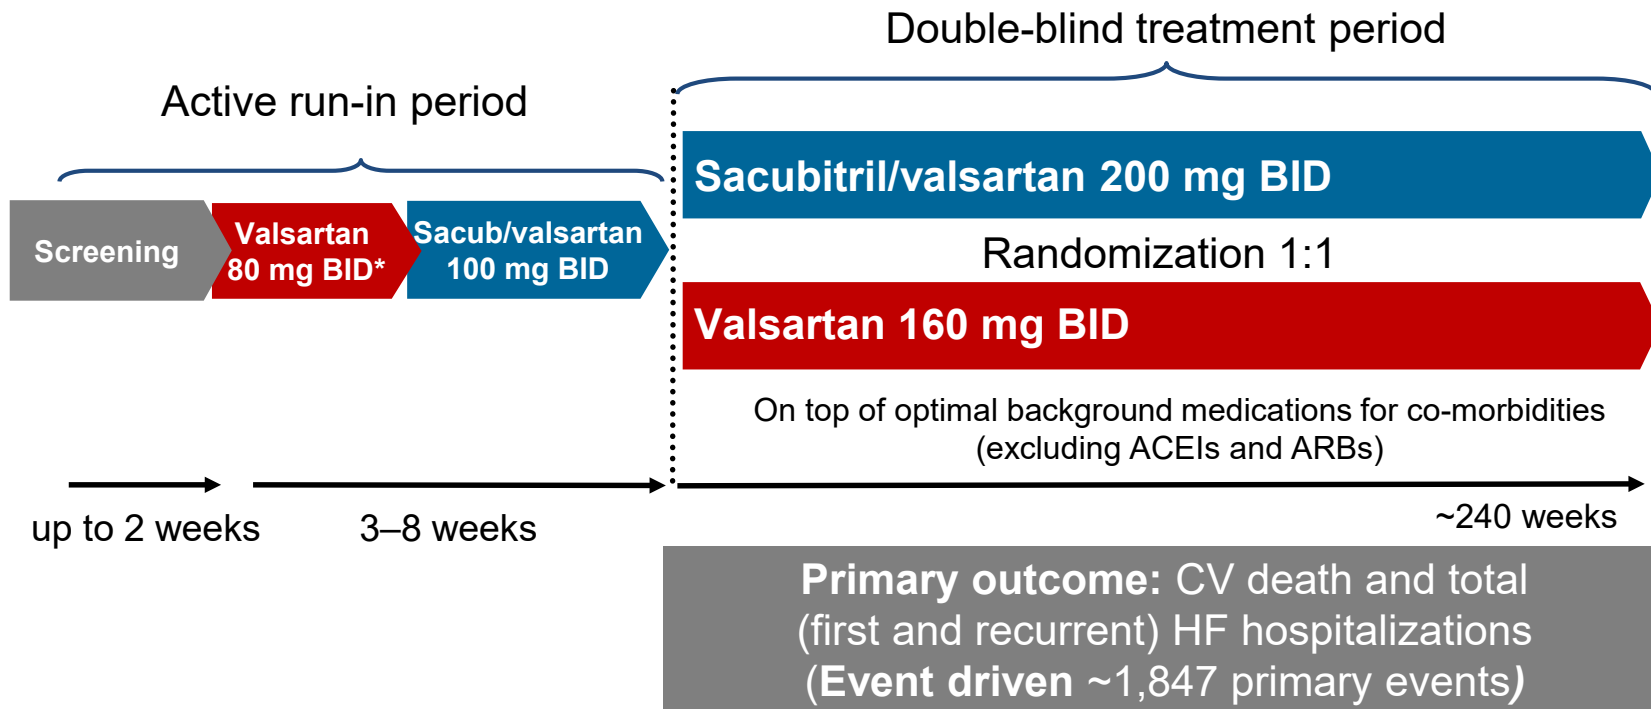 Double-blind treatment period
Active run-in period
Screening
Valsartan
80 mg BID*
Sacub/valsartan
100 mg BID
Sacubitril/valsartan 200 mg BID
Randomization 1:1
Valsartan 160 mg BID
On top of optimal background medications for co-morbidities
(excluding ACEIs and ARBs)
up to 2 weeks
3–8 weeks
~240 weeks
Primary outcome: CV death and total
(first and recurrent) HF hospitalizations
(Event driven ~1,847 primary events)